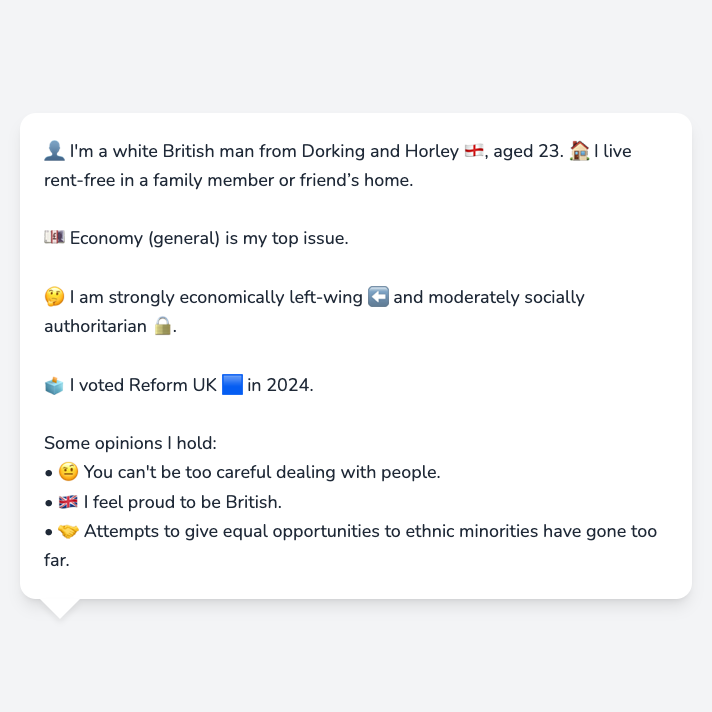 👤 I'm a white British man from Dorking and Horley 🏴󠁧󠁢󠁥󠁮󠁧󠁿, aged 23. 🏠 I live
rent-free in a family member or friend’s home.
💷 Economy (general) is my top issue.
🤔 I am strongly economically left-wing ⬅️ and moderately socially
authoritarian 🔒.
🗳️ I voted Reform UK 🟦 in 2024.
Some opinions I hold:
• 🤨 You can't be too careful dealing with people.
• 🇬🇧 I feel proud to be British.
• 🤝 Attempts to give equal opportunities to ethnic minorities have gone too
far.